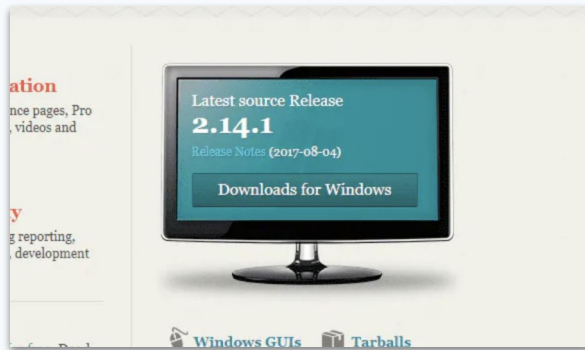 ation
nce pages, Pro
, videos and
y
g reporting,
, development
Latest source Release
2.14.1
Release Notes (2017-08-04)
Downloads for Windows
Windows GUIs
Tarballs